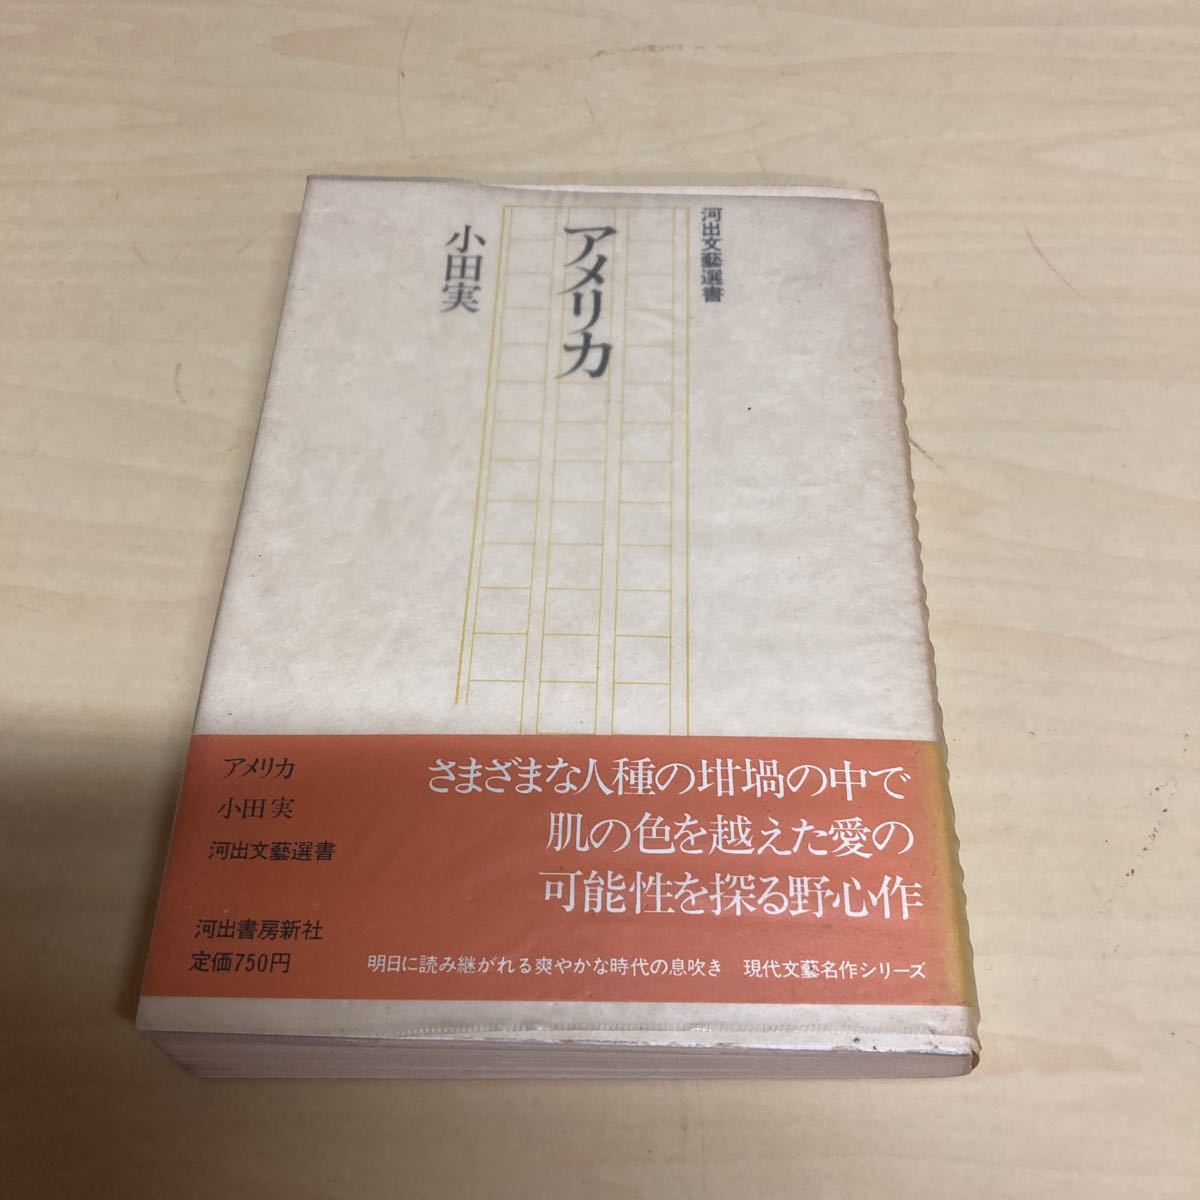 河出文藝選書
アメリカ
小田実
さまざまな人種の坩堝の中で
肌の色を越えた愛の
可能性を探る野心作
明日に読み継がれる爽やかな時代の息吹き　現代文藝名作シリーズ
アメリカ
小田実
河出文藝選書
河出書房新社
定価750円